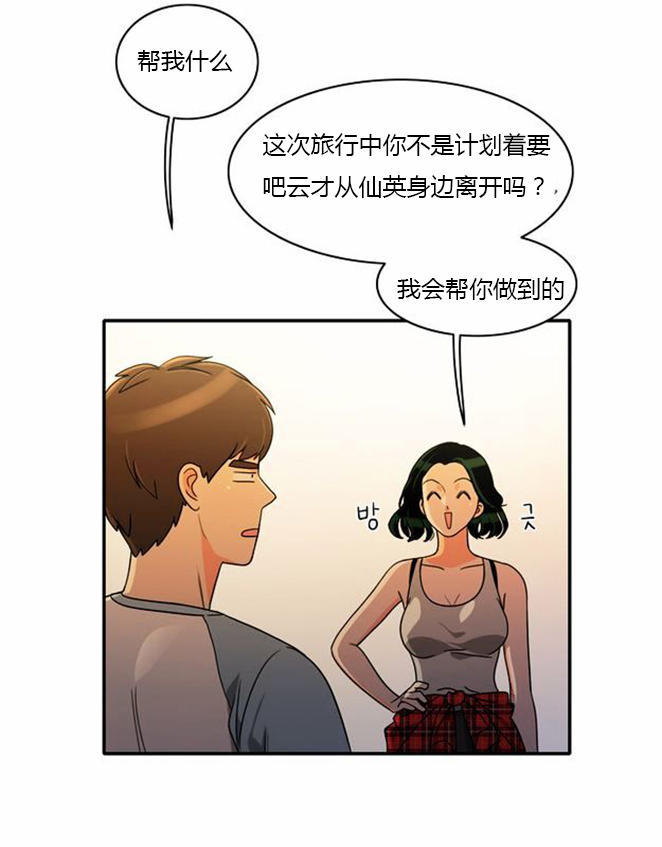 帮我什么
这次旅行中你不是计划着要
吧云才从仙英身边离开吗？,
我会帮你做到的
방
긋